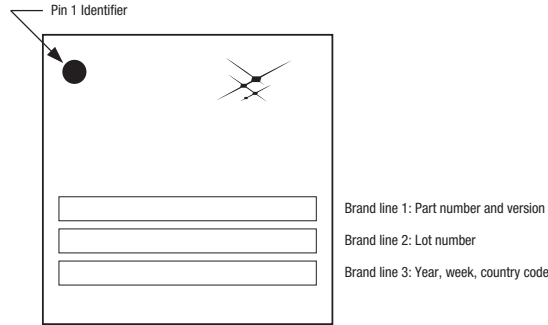 Pin 1 Identifier
Brand line 1: Part number and version
Brand line 2: Lot number
Brand line 3: Year, week, country code